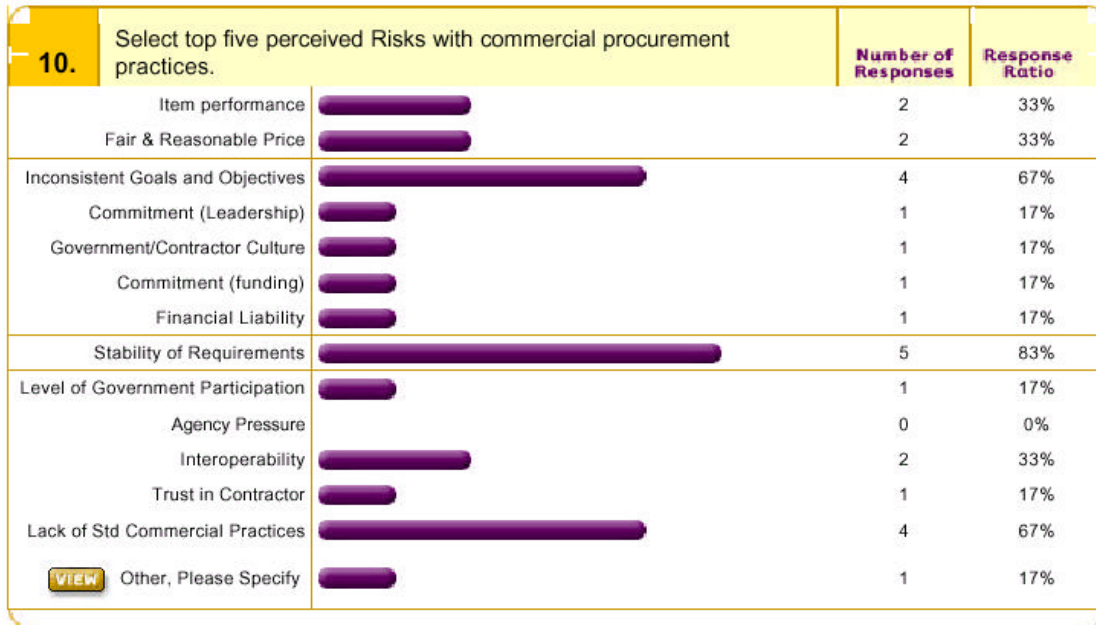 10.
Select top five perceived Risks with commercial procurement
practices.
Number of
Responses
Response
Ratio
Item performance 2 33%
Fair & Reasonable Price 2 33%
Inconsistent Goals and Objectives 4 67%
Commitment (Leadership) 1 17%
Government/Contractor Culture 1 17%
Commitment (funding) 1 17%
Financial Liability 1 17%
Stability of Requirements 5 83%
Level of Government Participation 1 17%
Agency Pressure 0 0%
Interoperability 2 33%
Trust in Contractor 1 17%
Lack of Std Commercial Practices 4 67%
VIEW Other, Please Specify 1 17%